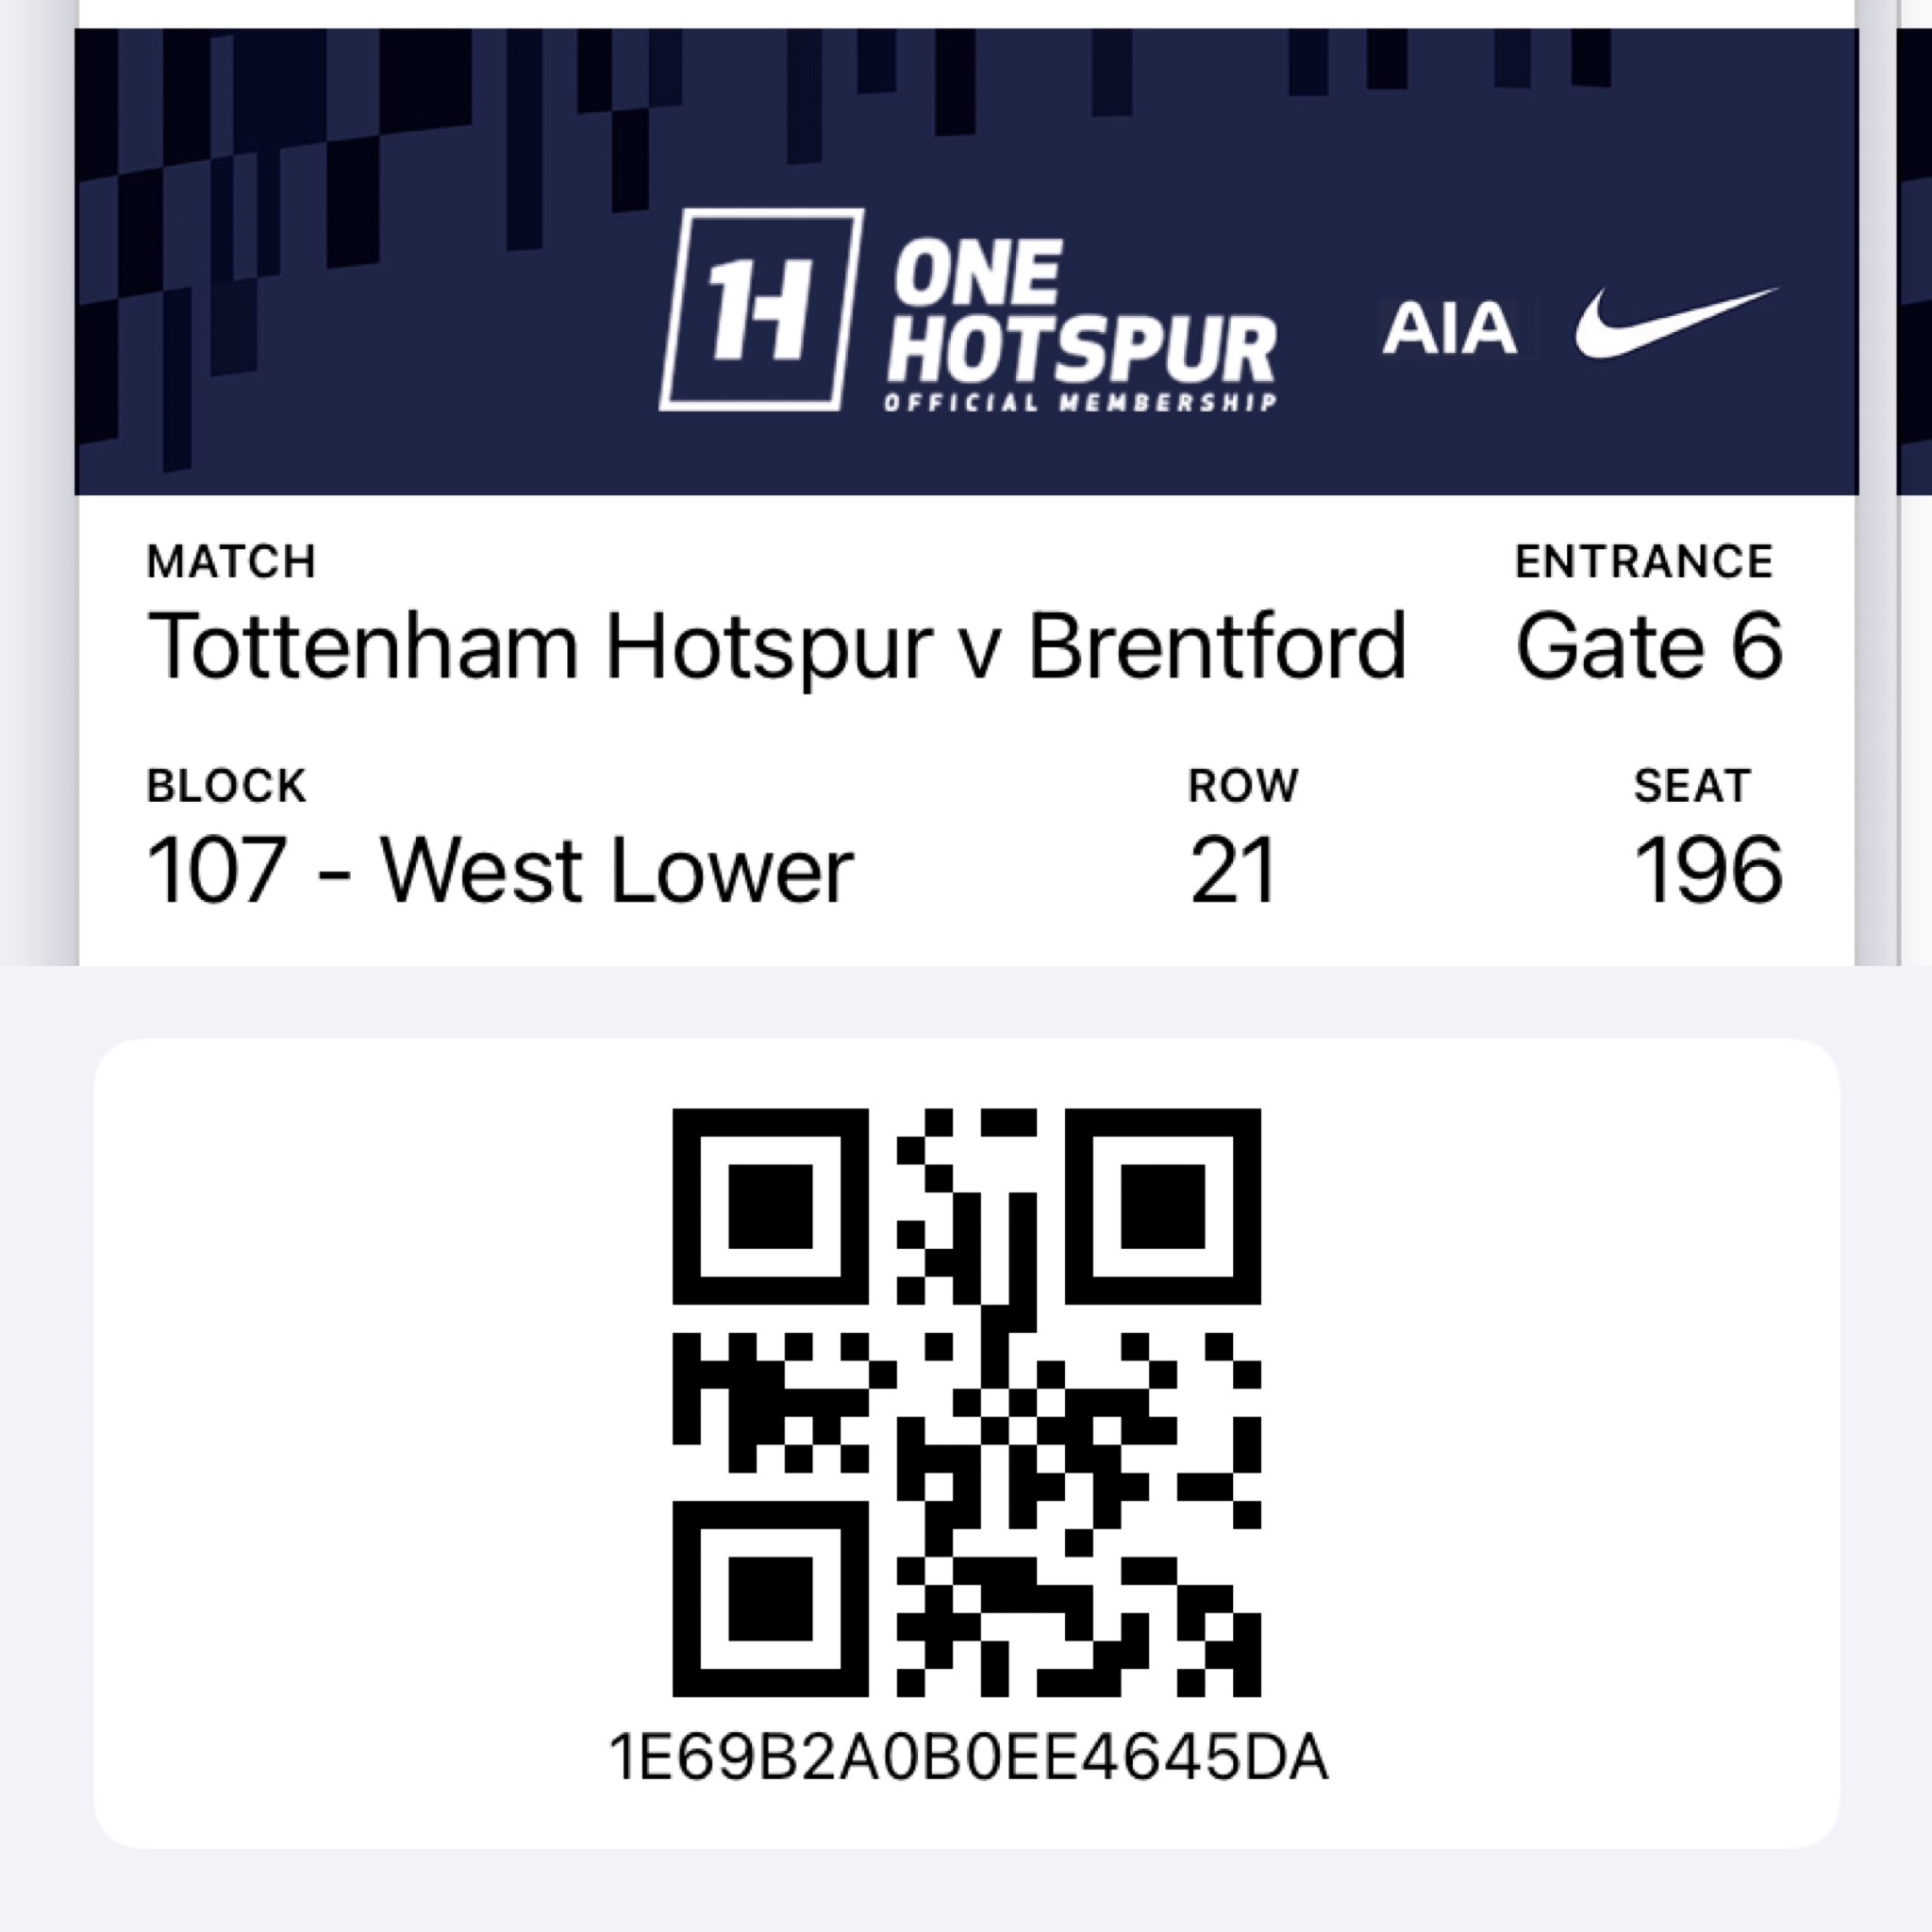 1H
ONE
HOTSPUR
OFFICIAL MEMBERSHIP
AIA
MATCH
ENTRANCE
Tottenham Hotspur v Brentford
Gate 6
BLOCK
ROW
SEAT
107 - West Lower
21
196
1E69B2A0B0EE4645DA